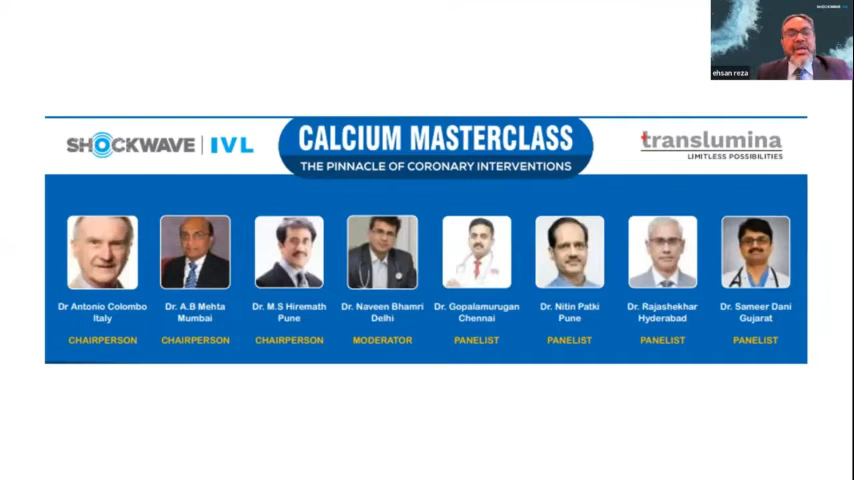 SHOCKWAVE IVL
ehsan reza
SHOCKWAVE | IVL
CALCIUM MASTERCLASS
THE PINNACLE OF CORONARY INTERVENTIONS
translumina
LIMITLESS POSSIBILITIES
Dr Antonio Colombo
Italy
CHAIRPERSON
Dr. A.B Mehta
Mumbai
CHAIRPERSON
Dr. M.S Hiremath
Pune
CHAIRPERSON
Dr. Naveen Bhamri
Delhi
MODERATOR
Dr. Gopalamurugan
Chennai
PANELIST
Dr. Nitin Patki
Pune
PANELIST
Dr. Rajashekhar
Hyderabad
PANELIST
Dr. Sameer Dani
Gujarat
PANELIST